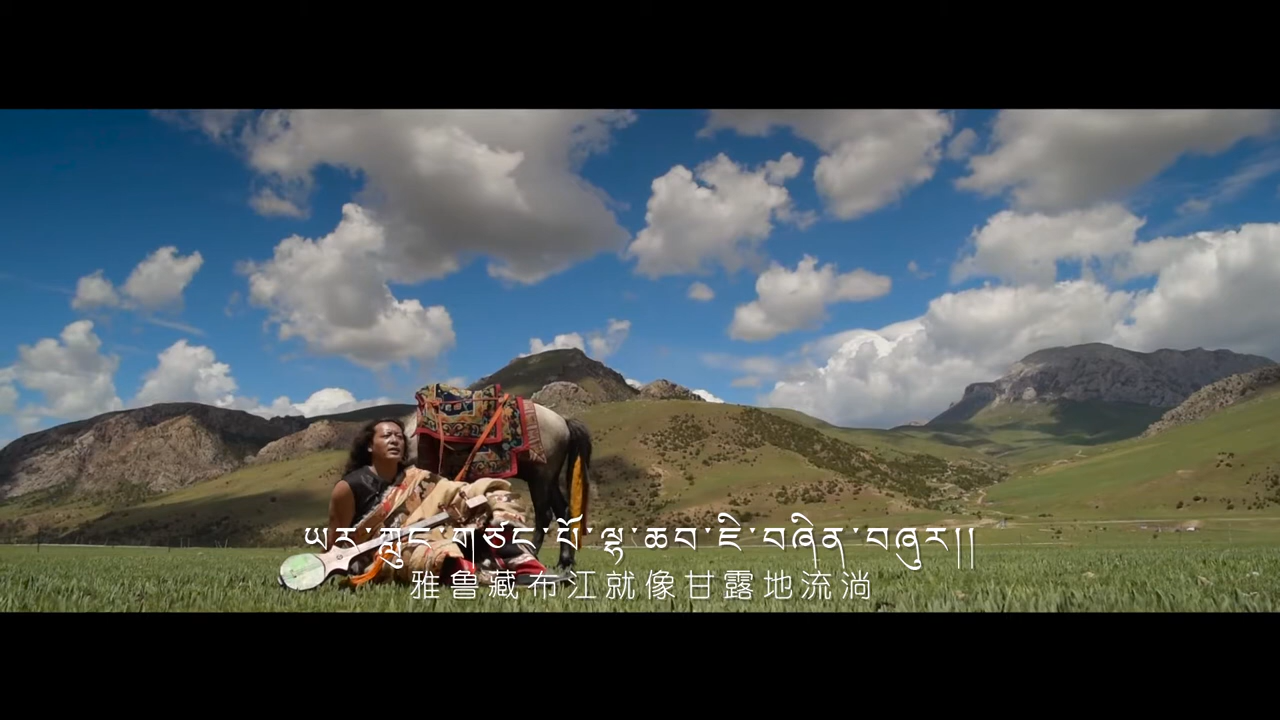 ཡར་ཀླུང་གཙང་པོ་ལྷ་ཆབ་ཇི་བཞིན་བཞུར།།
雅鲁藏布江就像甘露地流淌